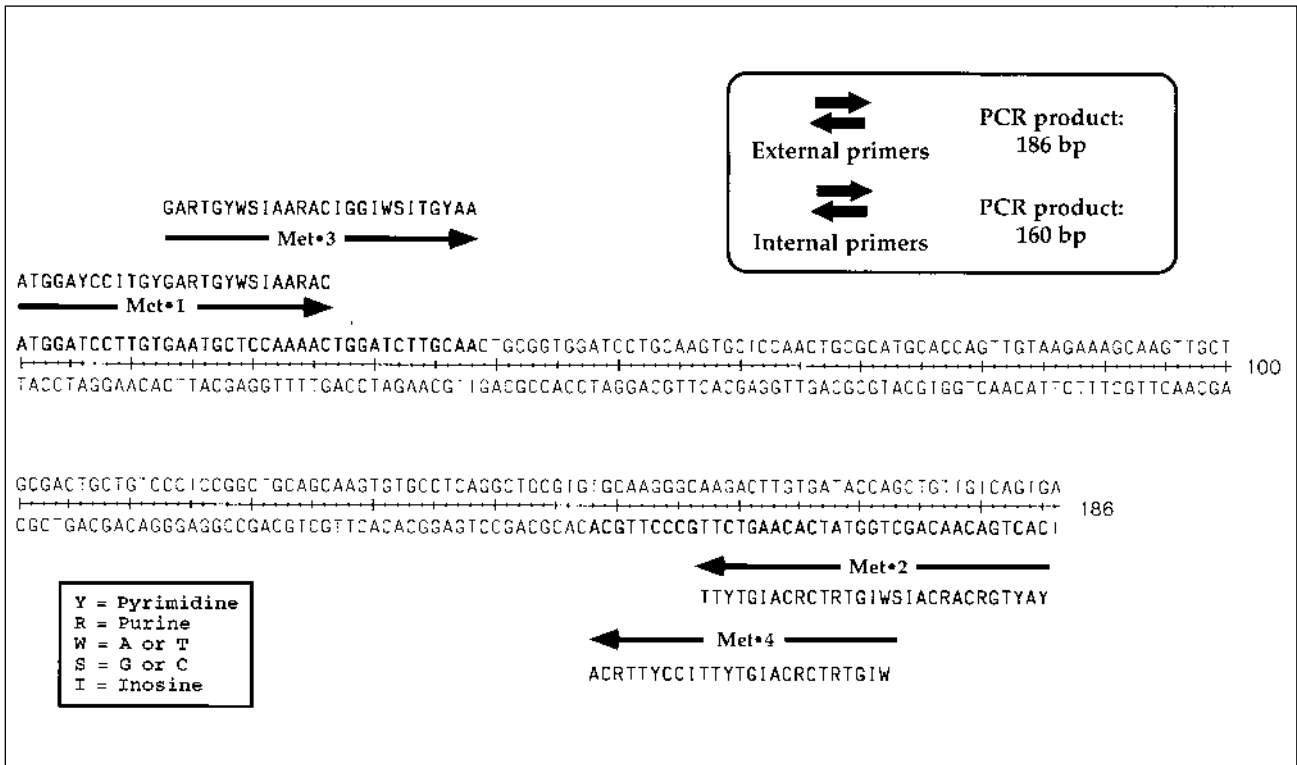 External primers
PCR product:
186 bp
Internal primers
PCR product:
160 bp
GARTGYWSIAARACIGGIWSITGYAA
Met•3
ATGGAYCCITGYGARTGYWSIAARAC
Met•1
ATGGATCCTTGTGAATGCTCCAAAACTGGATCTTGCAACTGCGGTGGATCCTGCAAGTGCTCCAACTGCGCATGCACCAGTTGTAAGAAAGCAAGTTGCT
100
TACCTAGGAACACTTACGAGGTTTTGACCTAGAACGTTGACGCCACCTAGGACGTTCACGAGGTTGACGCGTACGTGGTCAACATTCTTTCGTTCAACGA
GCGACTGCTGTCCCTCCGGCTGCAGCAAGTGTGCCTCAGGCTGCGTGTGCAAGGGCAAGACTTGTGATACCAGCTGTTGTCAGTGA
186
CGCTGACGACAGGGAGGCCGACGTCGTTCACACGGAGTCCGACGCACACGTTCCCGTTCTGAACACTATGGTCGACAACAGTCACT
Met•2
TTYTGIACRCTRTGIWSIACRACRGTYAY
Met•4
ACRTTYCCITTYTGIACRCTRTGIW
Y = Pyrimidine
R = Purine
W = A or T
S = G or C
I = Inosine